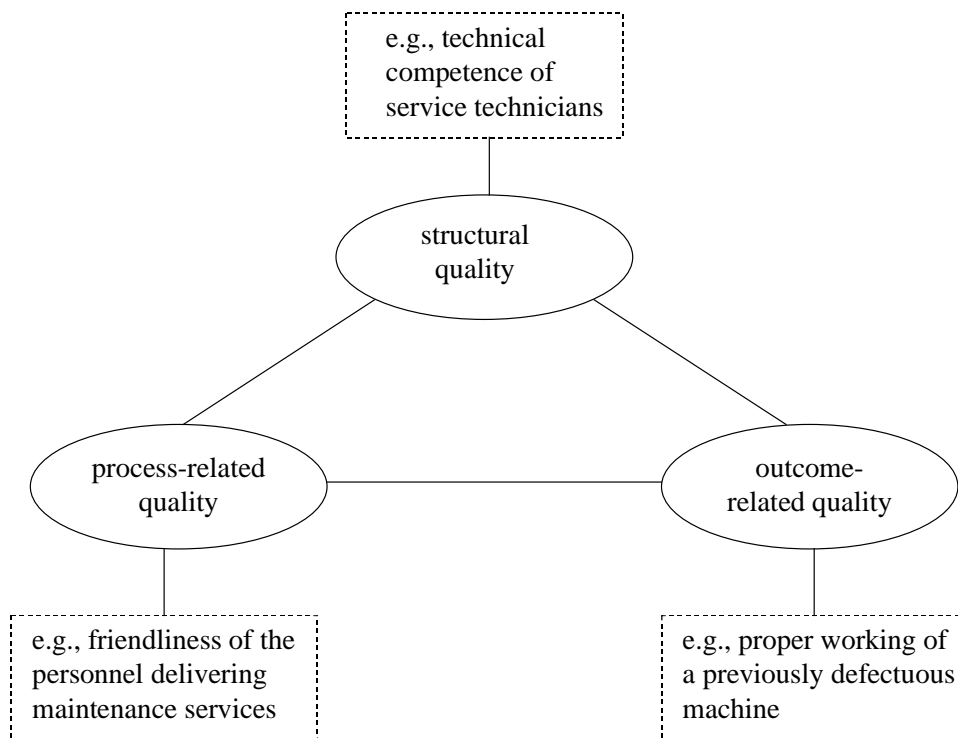 e.g., technical
competence of
service technicians
structural
quality
process-related
quality
outcome-
related quality
e.g., friendliness of the
personnel delivering
maintenance services
e.g., proper working of
a previously defectuous
machine